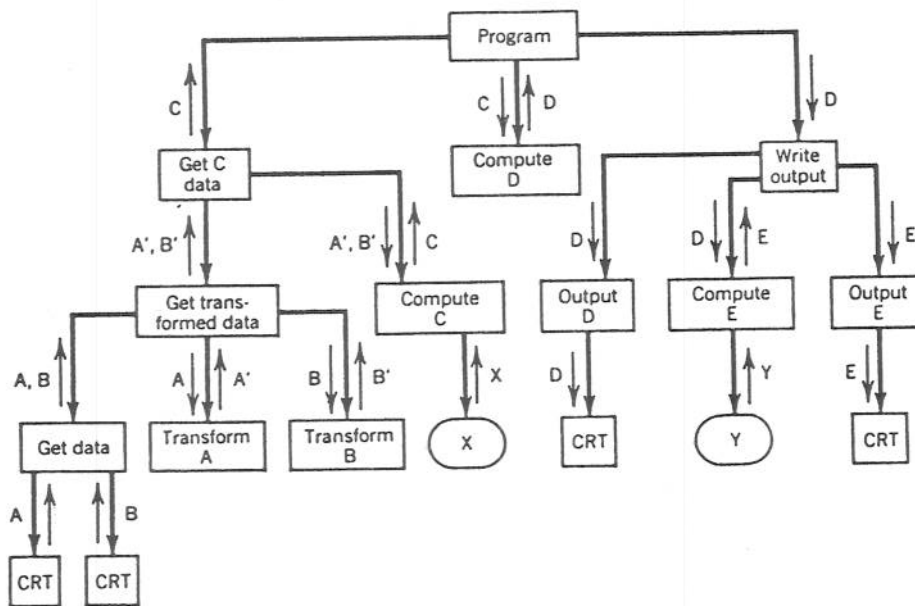 Program
C
C
D
D
Get C
data
Compute
D
Write
output
A', B'
A', B'
C
D
D
E
E
Get trans-
formed data
Compute
C
Output
D
Compute
E
Output
E
A, B
A
A'
B
B'
X
D
Y
E
Get data
Transform
A
Transform
B
X
CRT
Y
CRT
A
B
CRT
CRT